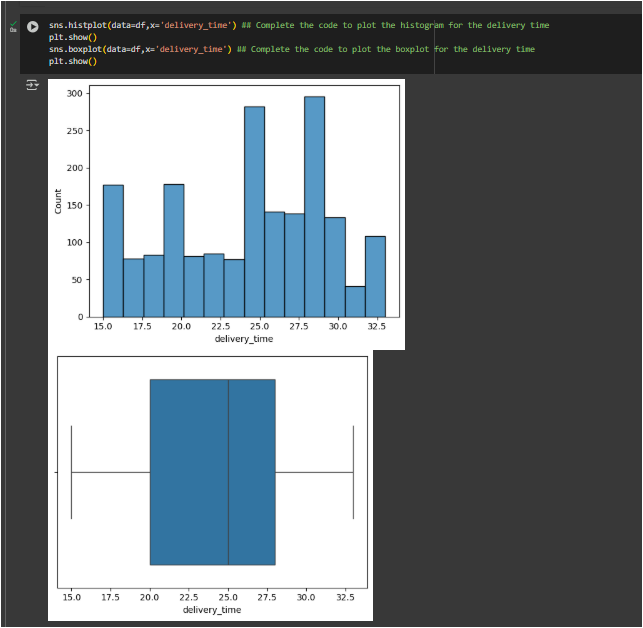 sns.histplot(data=df,x='delivery_time') ## Complete the code to plot the histogram for the delivery time
plt.show()
sns.boxplot(data=df,x='delivery_time') ## Complete the code to plot the boxplot for the delivery time
plt.show()
0s
300
250
200
150
100
50
0
Count
15.0 17.5 20.0 22.5 25.0 27.5 30.0 32.5
delivery_time
15.0 17.5 20.0 22.5 25.0 27.5 30.0 32.5
delivery_time